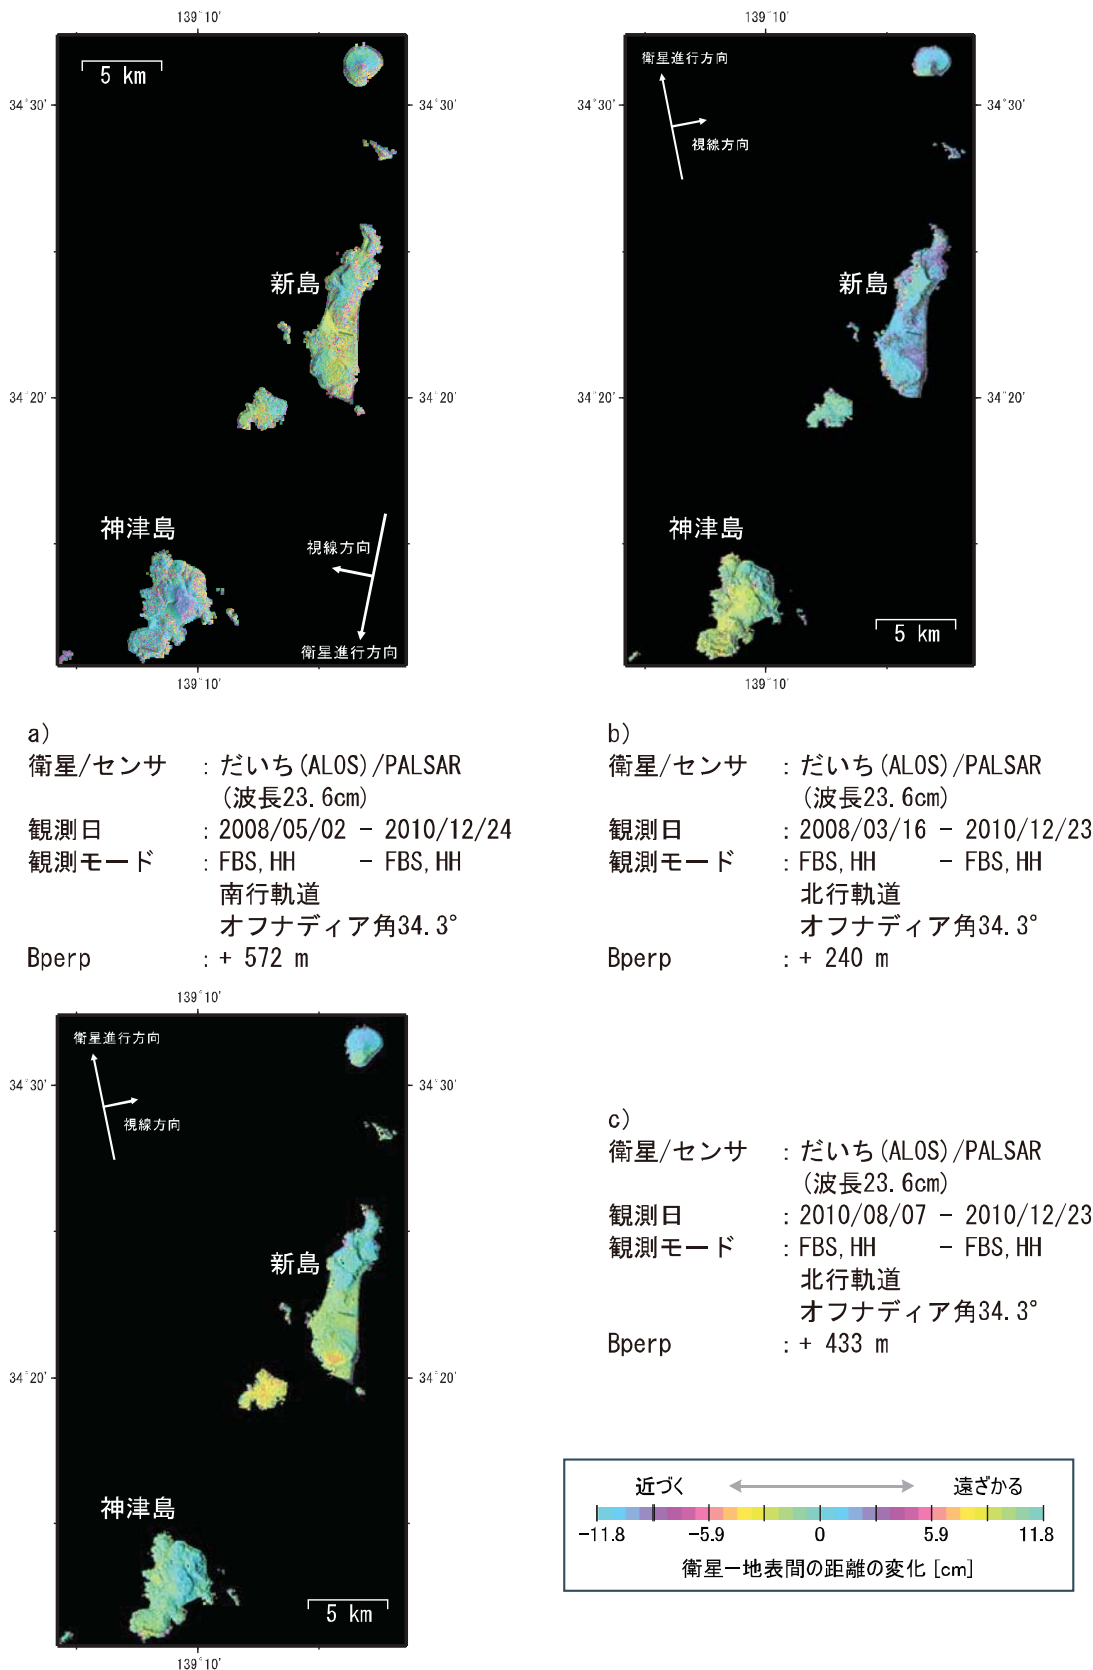 139°10'
139°10'
5 km
衛星進行方向
視線方向
34°30'
34°30'
34°30'
34°30'
新島
新島
34°20'
34°20'
34°20'
34°20'
神津島
視線方向
衛星進行方向
神津島
5 km
139°10'
139°10'
a)
衛星/センサ : だいち(ALOS)/PALSAR
(波長23.6cm)
観測日 : 2008/05/02 - 2010/12/24
観測モード : FBS,HH - FBS,HH
南行軌道
オフナディア角34.3°
Bperp : + 572 m
b)
衛星/センサ : だいち(ALOS)/PALSAR
(波長23.6cm)
観測日 : 2008/03/16 - 2010/12/23
観測モード : FBS,HH - FBS,HH
北行軌道
オフナディア角34.3°
Bperp : + 240 m
139°10'
衛星進行方向
視線方向
34°30'
34°30'
新島
34°20'
34°20'
神津島
5 km
139°10'
c)
衛星/センサ : だいち(ALOS)/PALSAR
(波長23.6cm)
観測日 : 2010/08/07 - 2010/12/23
観測モード : FBS,HH - FBS,HH
北行軌道
オフナディア角34.3°
Bperp : + 433 m
近づく 遠ざかる
-11.8 -5.9 0 5.9 11.8
衛星－地表間の距離の変化 [cm]